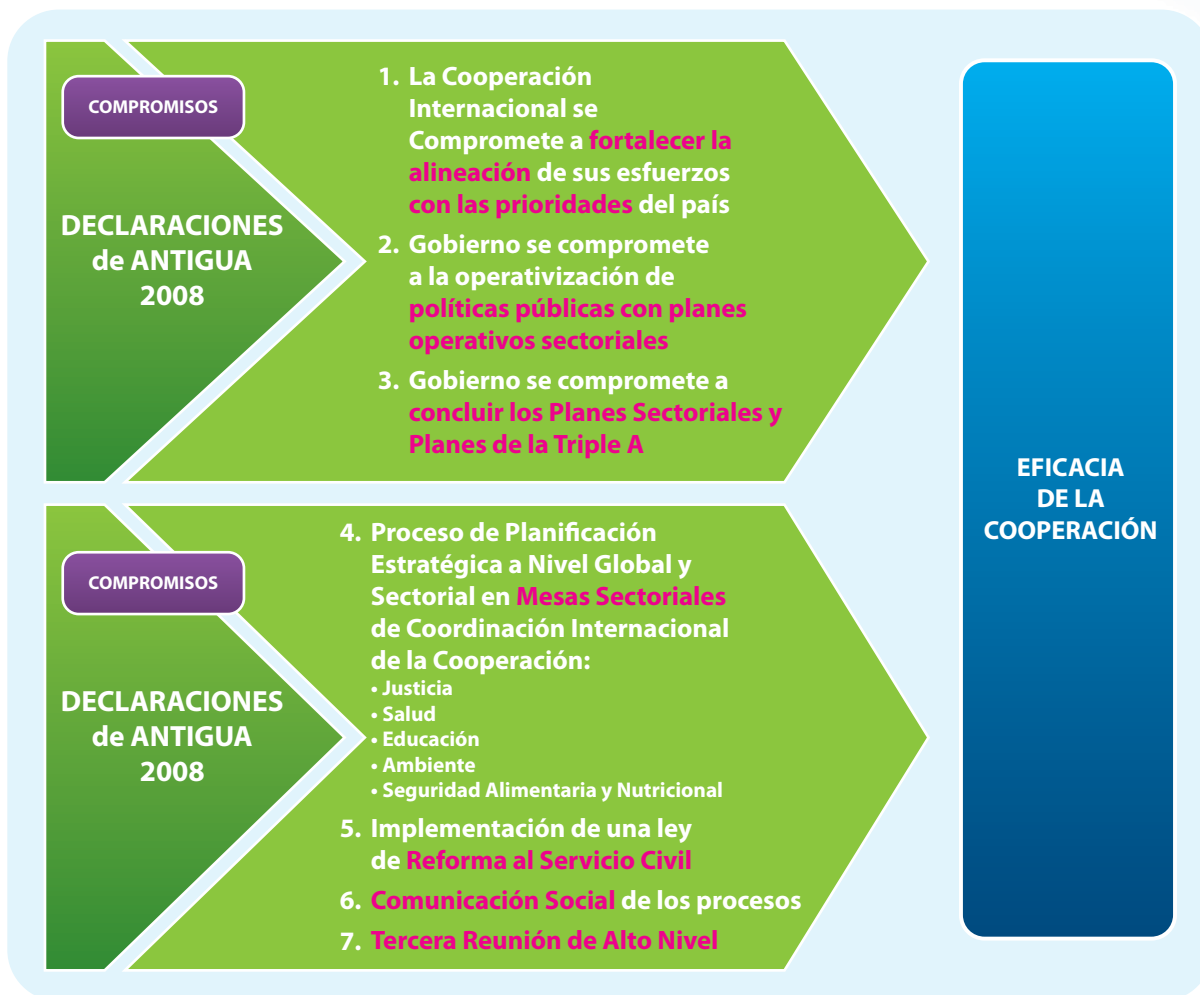 COMPROMISOS
DECLARACIONES
de ANTIGUA
2008
1. La Cooperación
Internacional se
Compromete a fortalecer la
alineación de sus esfuerzos
con las prioridades del país
2. Gobierno se compromete
a la operativización de
políticas públicas con planes
operativos sectoriales
3. Gobierno se compromete a
concluir los Planes Sectoriales y
Planes de la Triple A
COMPROMISOS
DECLARACIONES
de ANTIGUA
2008
4. Proceso de Planificación
Estratégica a Nivel Global y
Sectorial en Mesas Sectoriales
de Coordinación Internacional
de la Cooperación:
• Justicia
• Salud
• Educación
• Ambiente
• Seguridad Alimentaria y Nutricional
5. Implementación de una ley
de Reforma al Servicio Civil
6. Comunicación Social de los procesos
7. Tercera Reunión de Alto Nivel
EFICACIA
DE LA
COOPERACIÓN